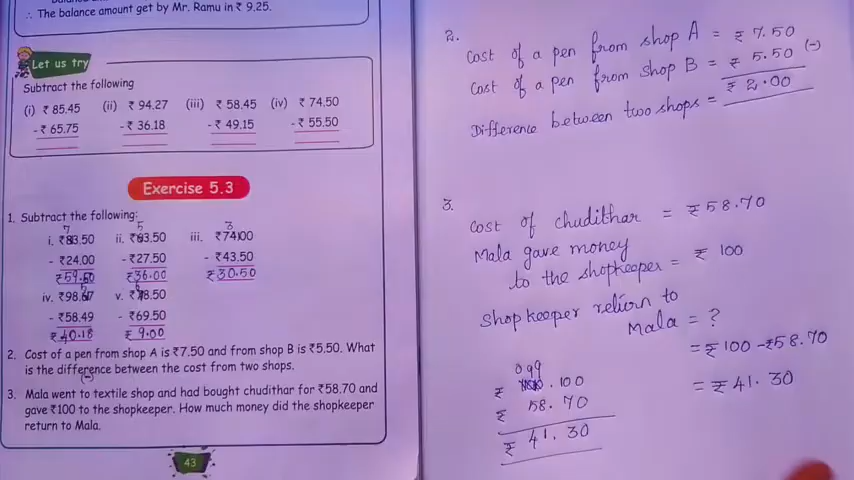 ∴ The balance amount get by Mr. Ramu in ₹ 9.25.
Let us try
Subtract the following
(i) ₹ 85.45 (ii) ₹ 94.27 (iii) ₹ 58.45 (iv) ₹ 74.50
- ₹ 65.75 - ₹ 36.18 - ₹ 49.15 - ₹ 55.50
Exercise 5.3
1. Subtract the following:
7 5 3
i. ₹83.50 ii. ₹63.50 iii. ₹74.00
- ₹24.00 - ₹27.50 - ₹43.50
₹59.50 ₹36.00 ₹30.50
iv. ₹98.67 v. ₹78.50
- ₹58.49 - ₹69.50
₹40.18 ₹9.00
2. Cost of a pen from shop A is ₹7.50 and from shop B is ₹5.50. What
is the difference between the cost from two shops.
(-)
3. Mala went to textile shop and had bought chudithar for ₹58.70 and
gave ₹100 to the shopkeeper. How much money did the shopkeeper
return to Mala.
43
2.
Cost of a pen from shop A = ₹ 7.50
Cost of a pen from shop B = ₹ 5.50 (-)
Difference between two shops = ₹ 2.00
3.
Cost of chudithar = ₹58.70
Mala gave money
to the shopkeeper = ₹ 100
Shopkeeper return to
Mala = ?
= ₹ 100 - ₹58.70
= ₹ 41.30
099
₹ .100
₹ 58.70
₹ 41.30